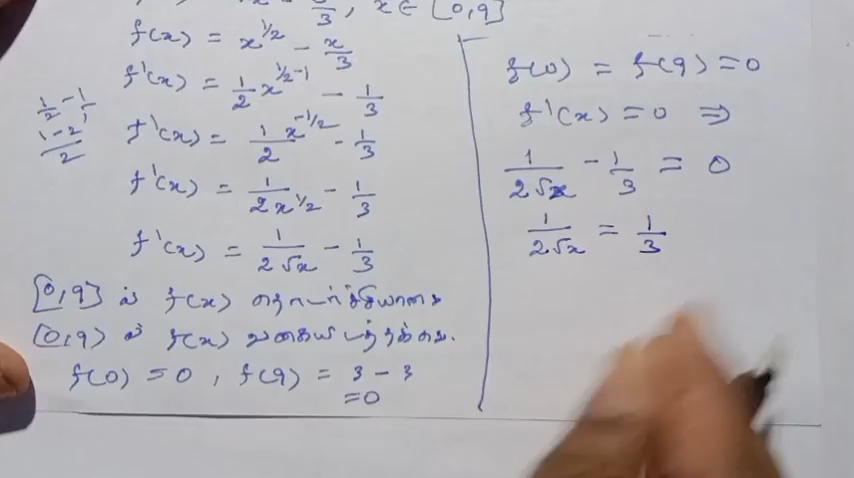 3, x ∈ [0,9]
f(x) = x^1/2 - x/3
f'(x) = 1/2 x^1/2-1 - 1/3
1/2 - 1/1
1-2/2
f'(x) = 1/2 x^-1/2 - 1/3
f'(x) = 1/2x^1/2 - 1/3
f'(x) = 1/2√x - 1/3
[0,9] ல் f(x) தொடர்ச்சியானது
(0,9) ல் f(x) வகையிடத்தக்கது.
f(0) = 0, f(9) = 3 - 3
= 0
f(0) = f(9) = 0
f'(x) = 0 ⇒
1/2√x - 1/3 = 0
1/2√x = 1/3